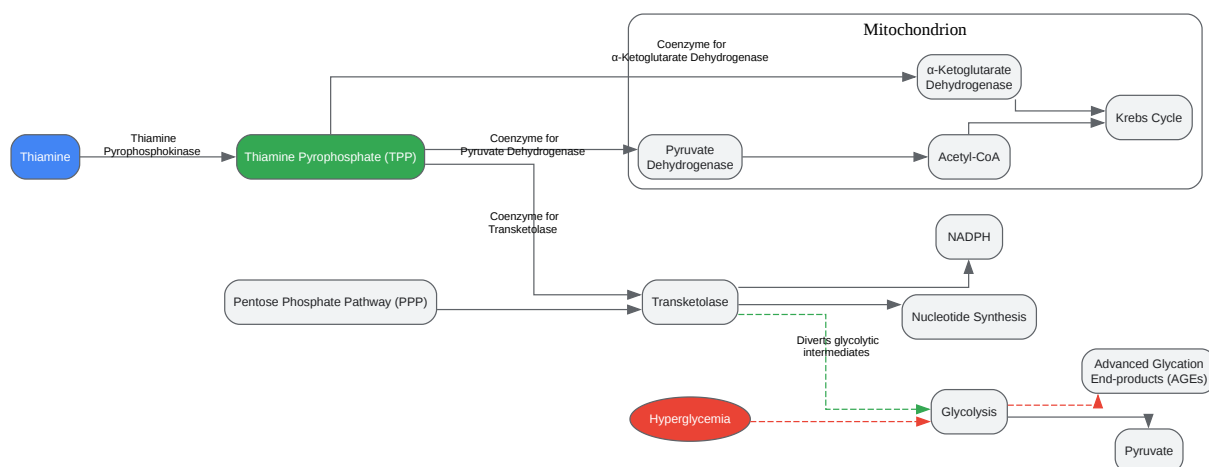 Mitochondrion
Coenzyme for
α-Ketoglutarate Dehydrogenase
α-Ketoglutarate
Dehydrogenase
Krebs Cycle
Thiamine
Thiamine
Pyrophosphokinase
Thiamine Pyrophosphate (TPP)
Coenzyme for
Pyruvate Dehydrogenase
Pyruvate
Dehydrogenase
Acetyl-CoA
Coenzyme for
Transketolase
NADPH
Pentose Phosphate Pathway (PPP)
Transketolase
Nucleotide Synthesis
Diverts glycolytic
intermediates
Advanced Glycation
End-products (AGEs)
Hyperglycemia
Glycolysis
Pyruvate